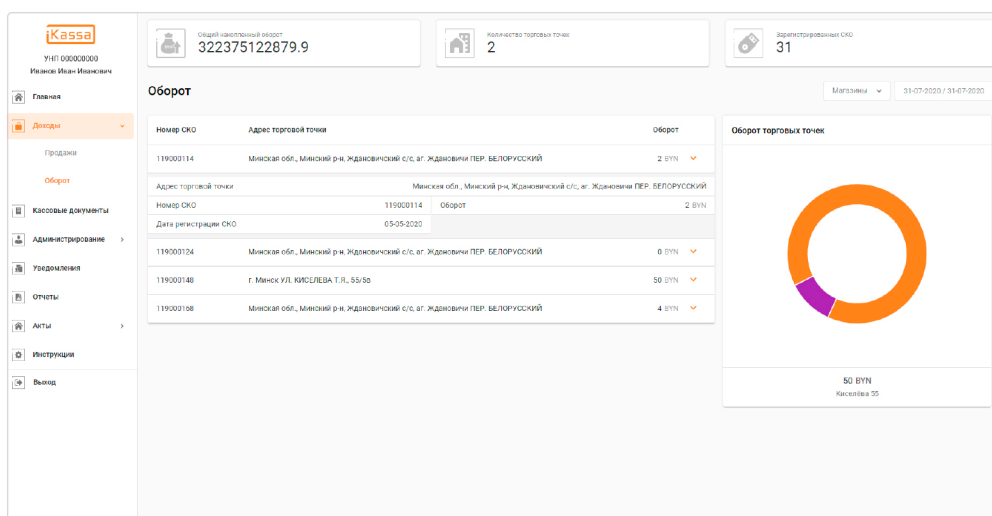 iKassa
УНП 000000000
Иванов Иван Иванович
Главная
Доходы
Продажи
Оборот
Кассовые документы
Администрирование
Уведомления
Отчеты
Акты
Инструкции
Выход
Общий накопленный оборот
322375122879.9
Количество торговых точек
2
Зарегистрированных СКО
31
Оборот
Магазины
31-07-2020 / 31-07-2020
Номер СКО Адрес торговой точки Оборот
119000114 Минская обл., Минский р-н, Ждановичский с/с, аг. Ждановичи ПЕР. БЕЛОРУССКИЙ 2 BYN
Адрес торговой точки Минская обл., Минский р-н, Ждановичский с/с, аг. Ждановичи ПЕР. БЕЛОРУССКИЙ
Номер СКО 119000114 Оборот 2 BYN
Дата регистрации СКО 05-05-2020
119000124 Минская обл., Минский р-н, Ждановичский с/с, аг. Ждановичи ПЕР. БЕЛОРУССКИЙ 0 BYN
119000148 г. Минск УЛ. КИСЕЛЕВА Т.Я., 55/5в 50 BYN
119000168 Минская обл., Минский р-н, Ждановичский с/с, аг. Ждановичи ПЕР. БЕЛОРУССКИЙ 4 BYN
Оборот торговых точек
50 BYN
Киселёва 55